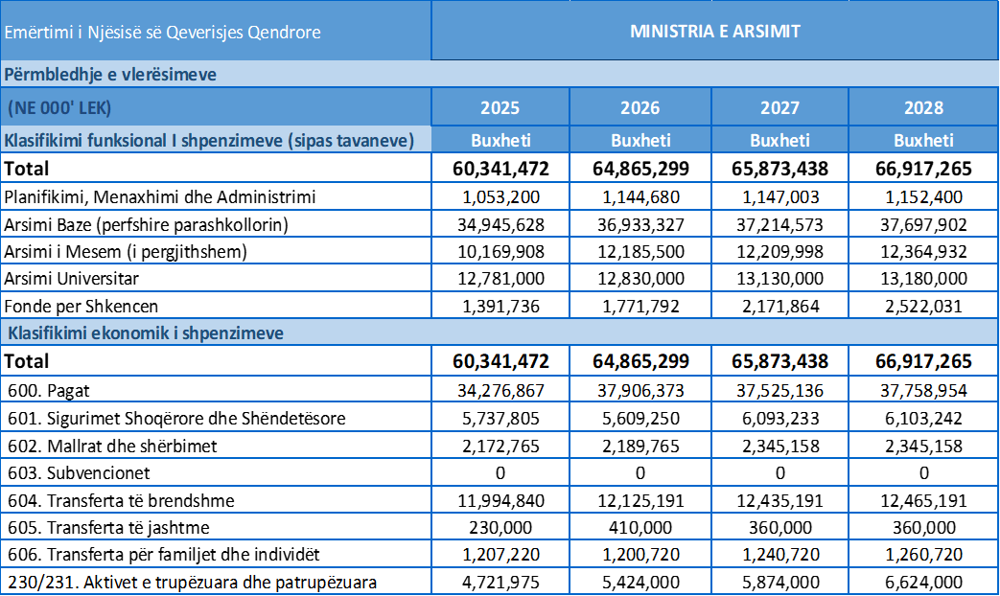 Emërtimi i Njësisë së Qeverisjes Qendrore MINISTRIA E ARSIMIT
Përmbledhje e vlerësimeve
(NE 000' LEK) 2025 2026 2027 2028
Klasifikimi funksional I shpenzimeve (sipas tavaneve) Buxheti Buxheti Buxheti Buxheti
Total 60,341,472 64,865,299 65,873,438 66,917,265
Planifikimi, Menaxhimi dhe Administrimi 1,053,200 1,144,680 1,147,003 1,152,400
Arsimi Baze (perfshire parashkollorin) 34,945,628 36,933,327 37,214,573 37,697,902
Arsimi i Mesem (i pergjithshem) 10,169,908 12,185,500 12,209,998 12,364,932
Arsimi Universitar 12,781,000 12,830,000 13,130,000 13,180,000
Fonde per Shkencen 1,391,736 1,771,792 2,171,864 2,522,031
Klasifikimi ekonomik i shpenzimeve
Total 60,341,472 64,865,299 65,873,438 66,917,265
600. Pagat 34,276,867 37,906,373 37,525,136 37,758,954
601. Sigurimet Shoqërore dhe Shëndetësore 5,737,805 5,609,250 6,093,233 6,103,242
602. Mallrat dhe shërbimet 2,172,765 2,189,765 2,345,158 2,345,158
603. Subvencionet 0 0 0 0
604. Transferta të brendshme 11,994,840 12,125,191 12,435,191 12,465,191
605. Transferta të jashtme 230,000 410,000 360,000 360,000
606. Transferta për familjet dhe individët 1,207,220 1,200,720 1,240,720 1,260,720
230/231. Aktivet e trupëzuara dhe patrupëzuara 4,721,975 5,424,000 5,874,000 6,624,000